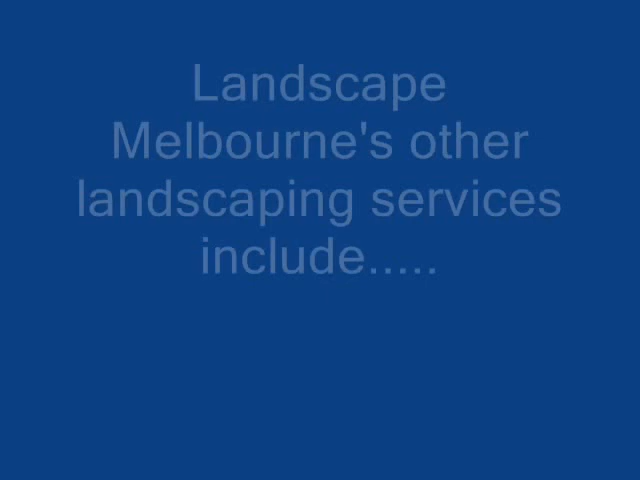 Landscape
Melbourne's other
landscaping services
include.....